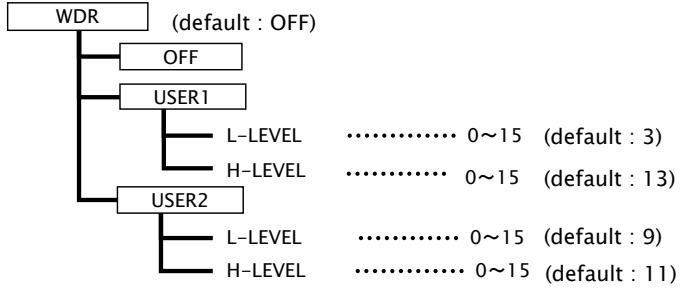 WDR (default : OFF)
OFF
USER1
L-LEVEL ............. 0～15 (default : 3)
H-LEVEL ............ 0～15 (default : 13)
USER2
L-LEVEL ............. 0～15 (default : 9)
H-LEVEL ............. 0～15 (default : 11)